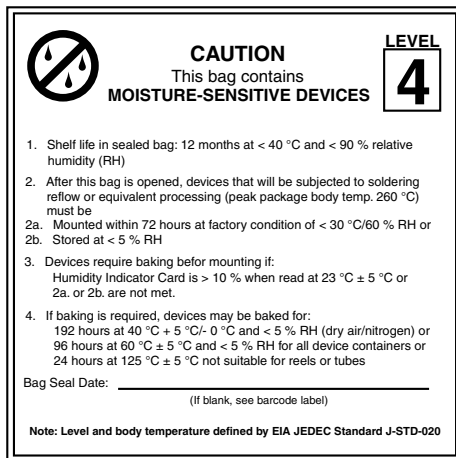 LEVEL
CAUTION
This bag contains
MOISTURE-SENSITIVE DEVICES
4
1. Shelf life in sealed bag: 12 months at < 40 °C and < 90 % relative
humidity (RH)
2. After this bag is opened, devices that will be subjected to soldering
reflow or equivalent processing (peak package body temp. 260 °C)
must be
2a. Mounted within 72 hours at factory condition of < 30 °C/60 % RH or
2b. Stored at < 5 % RH
3. Devices require baking befor mounting if:
Humidity Indicator Card is > 10 % when read at 23 °C ± 5 °C or
2a. or 2b. are not met.
4. If baking is required, devices may be baked for:
192 hours at 40 °C + 5 °C/- 0 °C and < 5 % RH (dry air/nitrogen) or
96 hours at 60 °C ± 5 °C and < 5 % RH for all device containers or
24 hours at 125 °C ± 5 °C not suitable for reels or tubes
Bag Seal Date:
(If blank, see barcode label)
Note: Level and body temperature defined by EIA JEDEC Standard J-STD-020